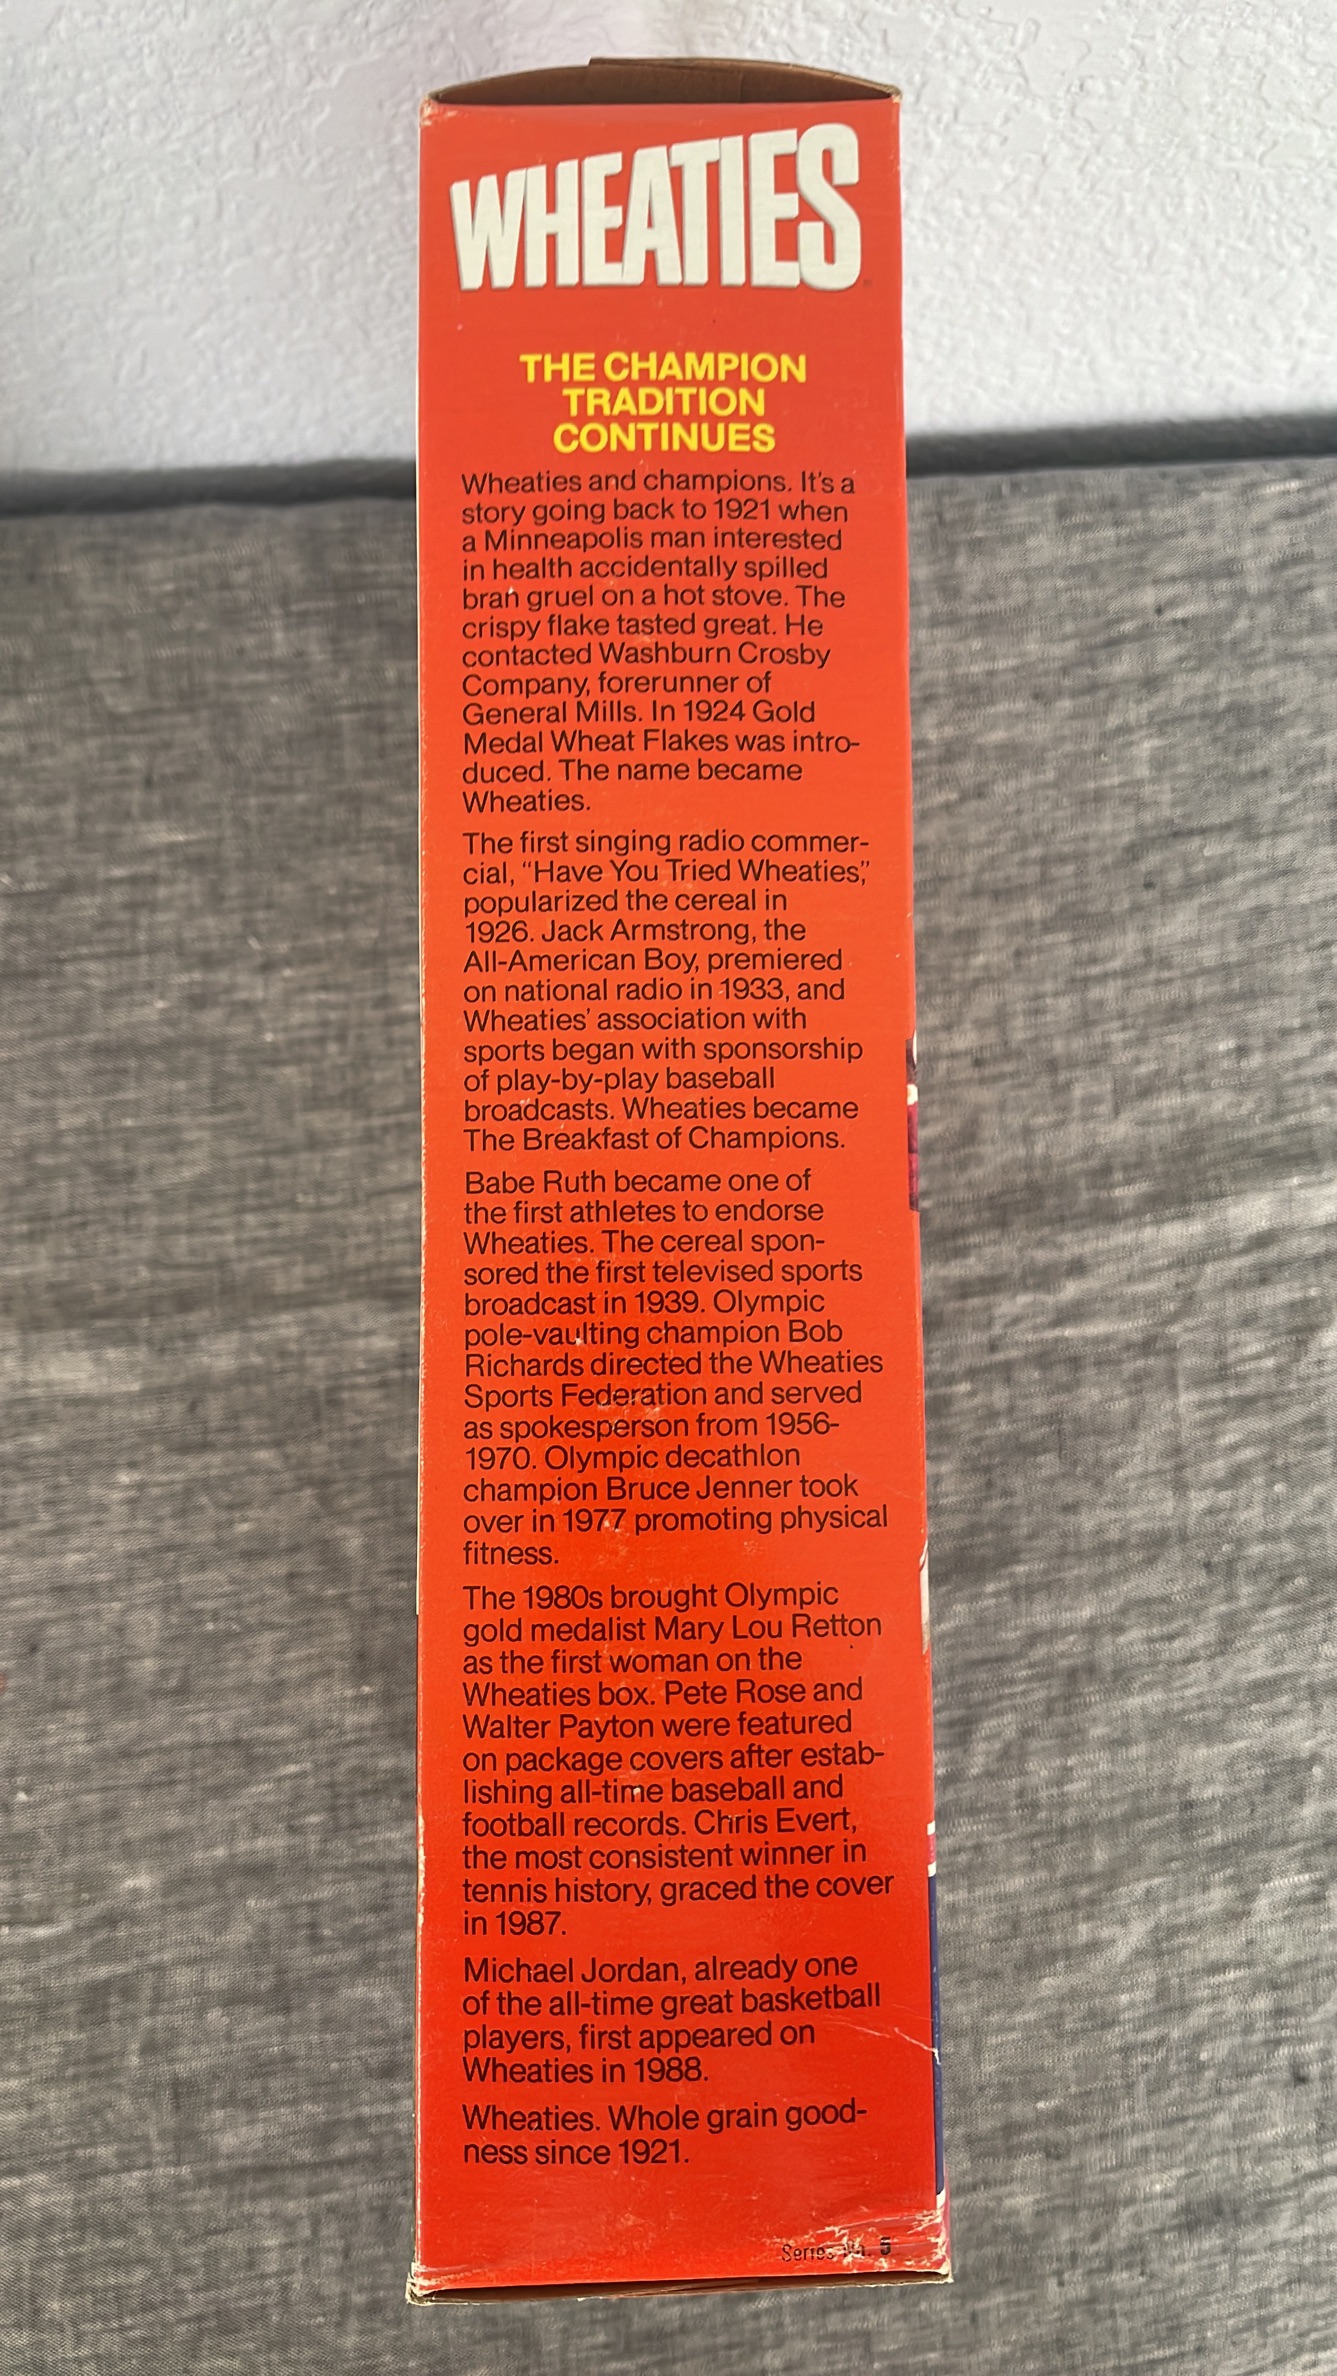 WHEATIES
THE CHAMPION
TRADITION
CONTINUES
Wheaties and champions. It's a
story going back to 1921 when
a Minneapolis man interested
in health accidentally spilled
bran gruel on a hot stove. The
crispy flake tasted great. He
contacted Washburn Crosby
Company, forerunner of
General Mills. In 1924 Gold
Medal Wheat Flakes was intro-
duced. The name became
Wheaties.
The first singing radio commer-
cial, “Have You Tried Wheaties,”
popularized the cereal in
1926. Jack Armstrong, the
All-American Boy, premiered
on national radio in 1933, and
Wheaties' association with
sports began with sponsorship
of play-by-play baseball
broadcasts. Wheaties became
The Breakfast of Champions.
Babe Ruth became one of
the first athletes to endorse
Wheaties. The cereal spon-
sored the first televised sports
broadcast in 1939. Olympic
pole-vaulting champion Bob
Richards directed the Wheaties
Sports Federation and served
as spokesperson from 1956-
1970. Olympic decathlon
champion Bruce Jenner took
over in 1977 promoting physical
fitness.
The 1980s brought Olympic
gold medalist Mary Lou Retton
as the first woman on the
Wheaties box. Pete Rose and
Walter Payton were featured
on package covers after estab-
lishing all-time baseball and
football records. Chris Evert,
the most consistent winner in
tennis history, graced the cover
in 1987.
Michael Jordan, already one
of the all-time great basketball
players, first appeared on
Wheaties in 1988.
Wheaties. Whole grain good-
ness since 1921.
Series 5